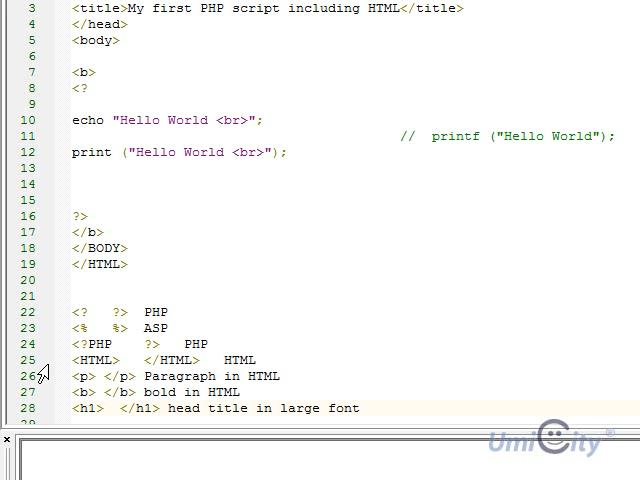 3 <title>My first PHP script including HTML</title>
4 </head>
5 <body>
6
7 <b>
8 <?
9
10 echo "Hello World <br>";
11 // printf ("Hello World");
12 print ("Hello World <br>");
13
14
15
16 ?>
17 </b>
18 </BODY>
19 </HTML>
20
21
22 <? ?> PHP
23 <% %> ASP
24 <?PHP ?> PHP
25 <HTML> </HTML> HTML
26 <p> </p> Paragraph in HTML
27 <b> </b> bold in HTML
28 <h1> </h1> head title in large font
29
UmiCity ®